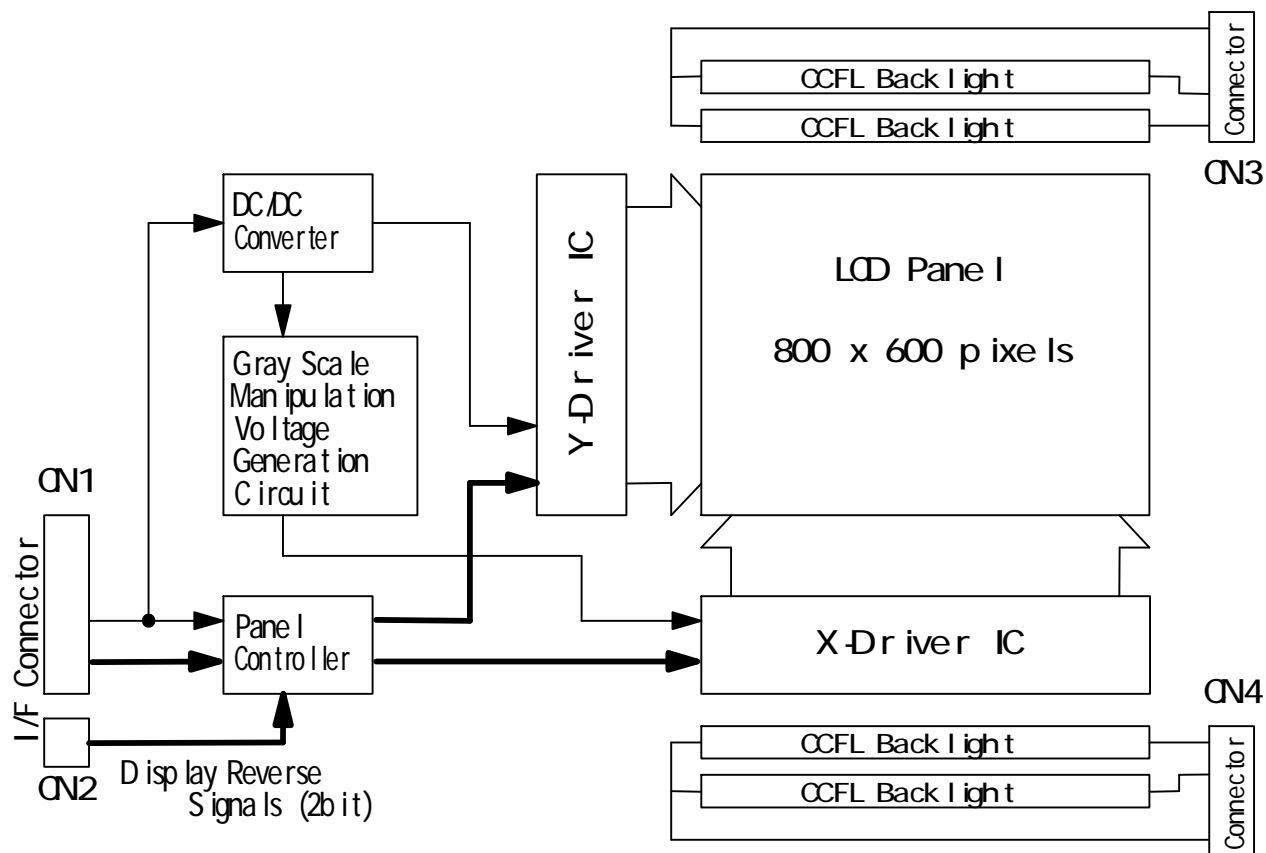 CCFL Backlight
CCFL Backlight
Connector
CN3
DC/DC
Converter
Y-Driver IC
LCD Panel
800 x 600 pixels
Gray Scale
Manipulation
Voltage
Generation
Circuit
CN1
I/F Connector
Panel
Controller
X-Driver IC
CN2
Display Reverse
Signals (2bit)
CN4
CCFL Backlight
CCFL Backlight
Connector